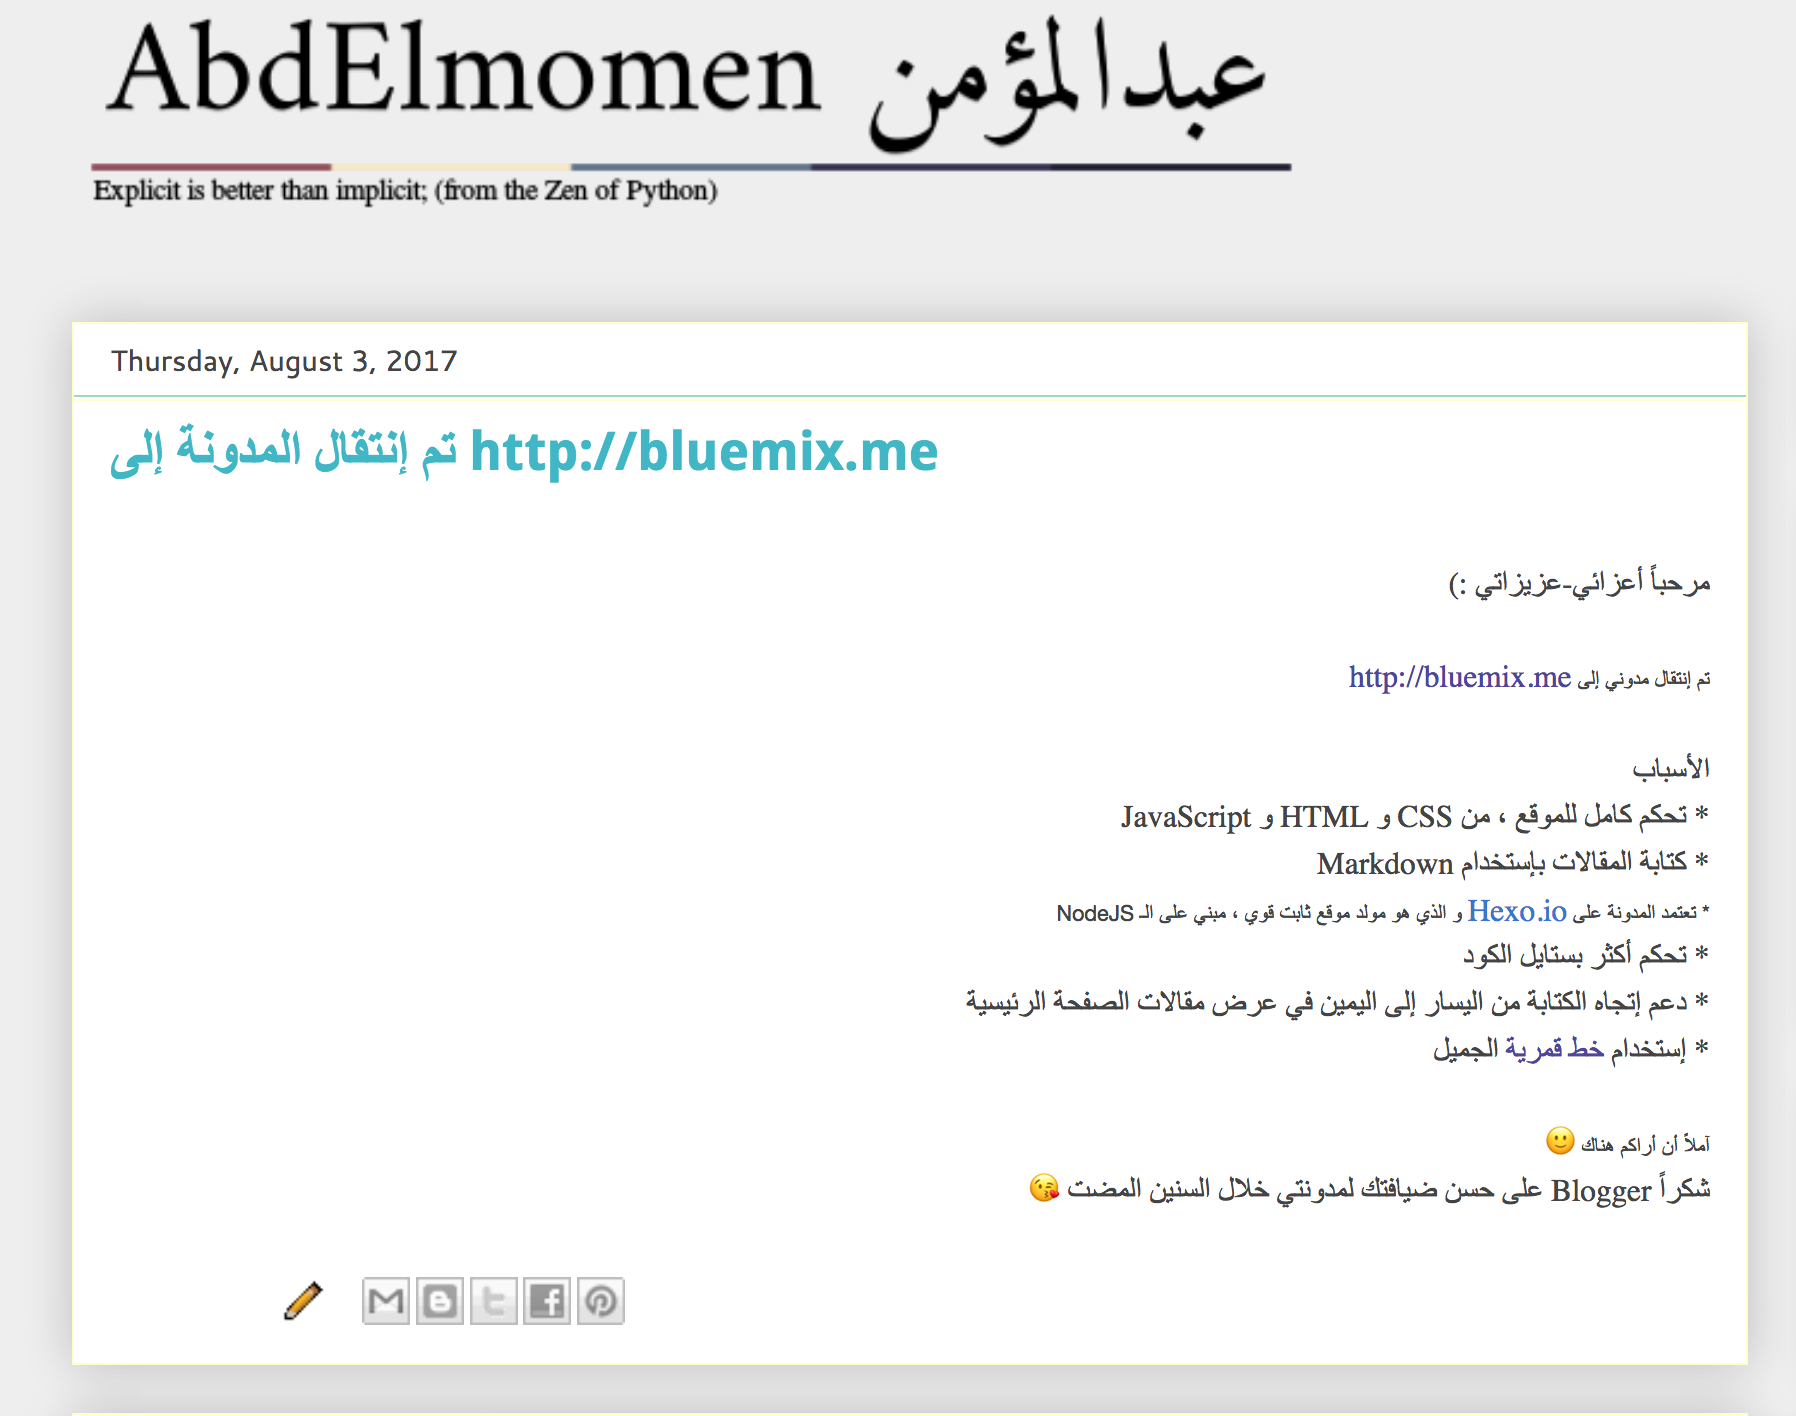 AbdElmomen عبدالمؤمن
Explicit is better than implicit; (from the Zen of Python)
Thursday, August 3, 2017
تم إنتقال المدونة إلى http://bluemix.me
مرحباً أعزائي-عزيزاتي :)
تم إنتقال مدوني إلى http://bluemix.me
الأسباب
* تحكم كامل للموقع ، من CSS و HTML و JavaScript
* كتابة المقالات بإستخدام Markdown
* تعتمد المدونة على Hexo.io و الذي هو مولد موقع ثابت قوي ، مبني على الـ NodeJS
* تحكم أكثر بستايل الكود
* دعم إتجاه الكتابة من اليسار إلى اليمين في عرض مقالات الصفحة الرئيسية
* إستخدام خط قمرية الجميل
آملاً أن أراكم هناك 🙂
شكراً Blogger على حسن ضيافتك لمدونتي خلال السنين المضت 😘